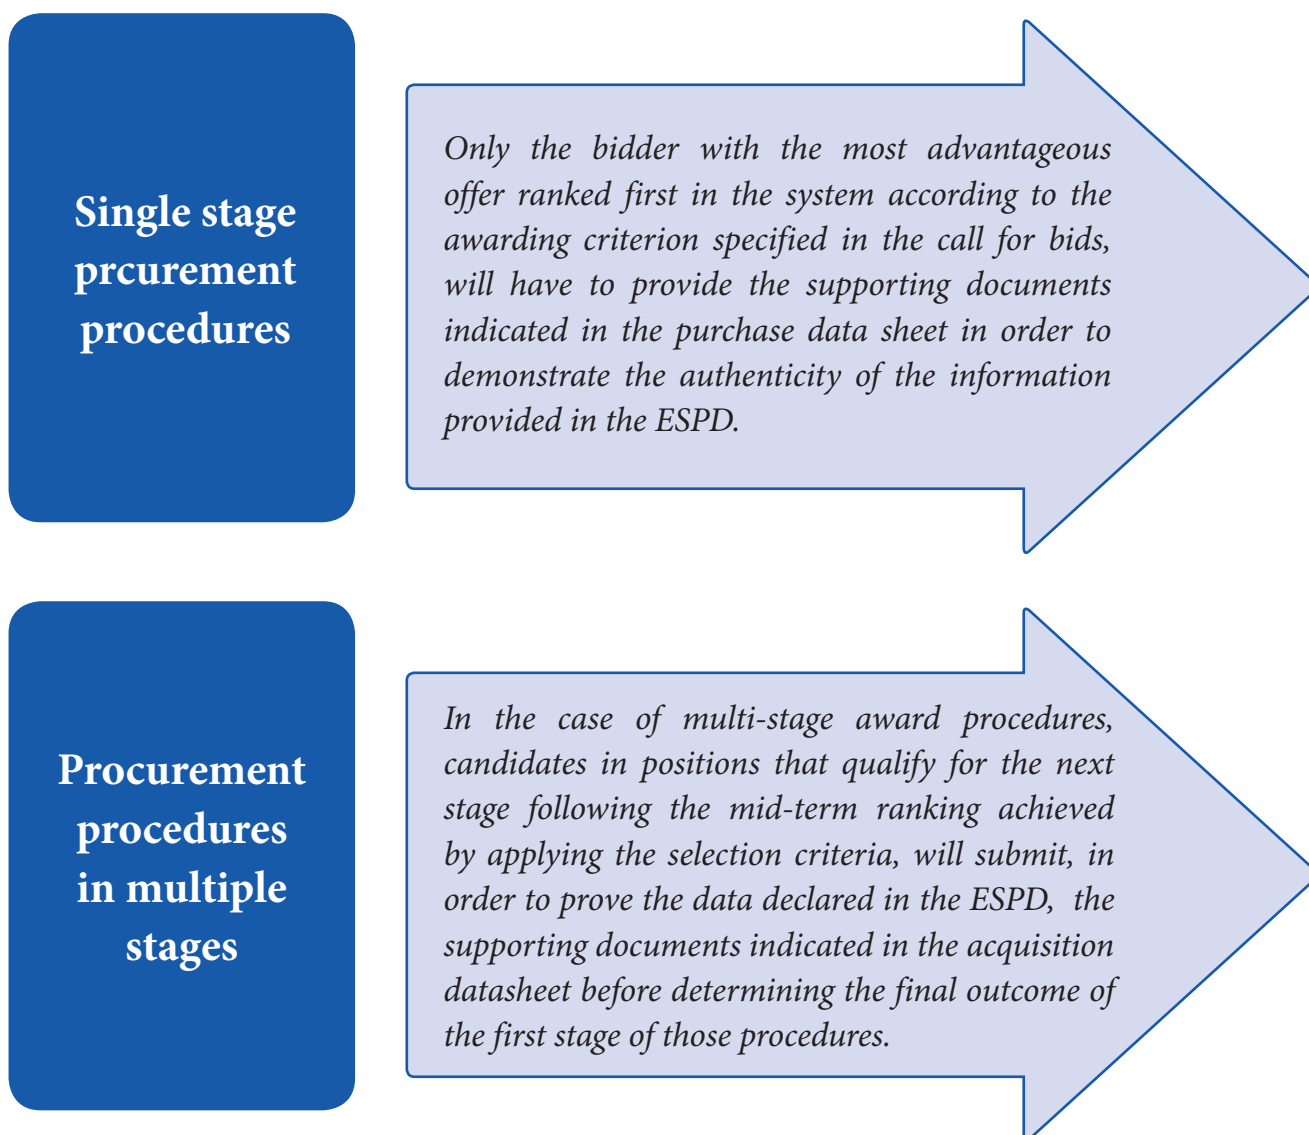 Single stage
prcurement
procedures
Only the bidder with the most advantageous
offer ranked first in the system according to the
awarding criterion specified in the call for bids,
will have to provide the supporting documents
indicated in the purchase data sheet in order to
demonstrate the authenticity of the information
provided in the ESPD.
Procurement
procedures
in multiple
stages
In the case of multi-stage award procedures,
candidates in positions that qualify for the next
stage following the mid-term ranking achieved
by applying the selection criteria, will submit, in
order to prove the data declared in the ESPD, the
supporting documents indicated in the acquisition
datasheet before determining the final outcome of
the first stage of those procedures.